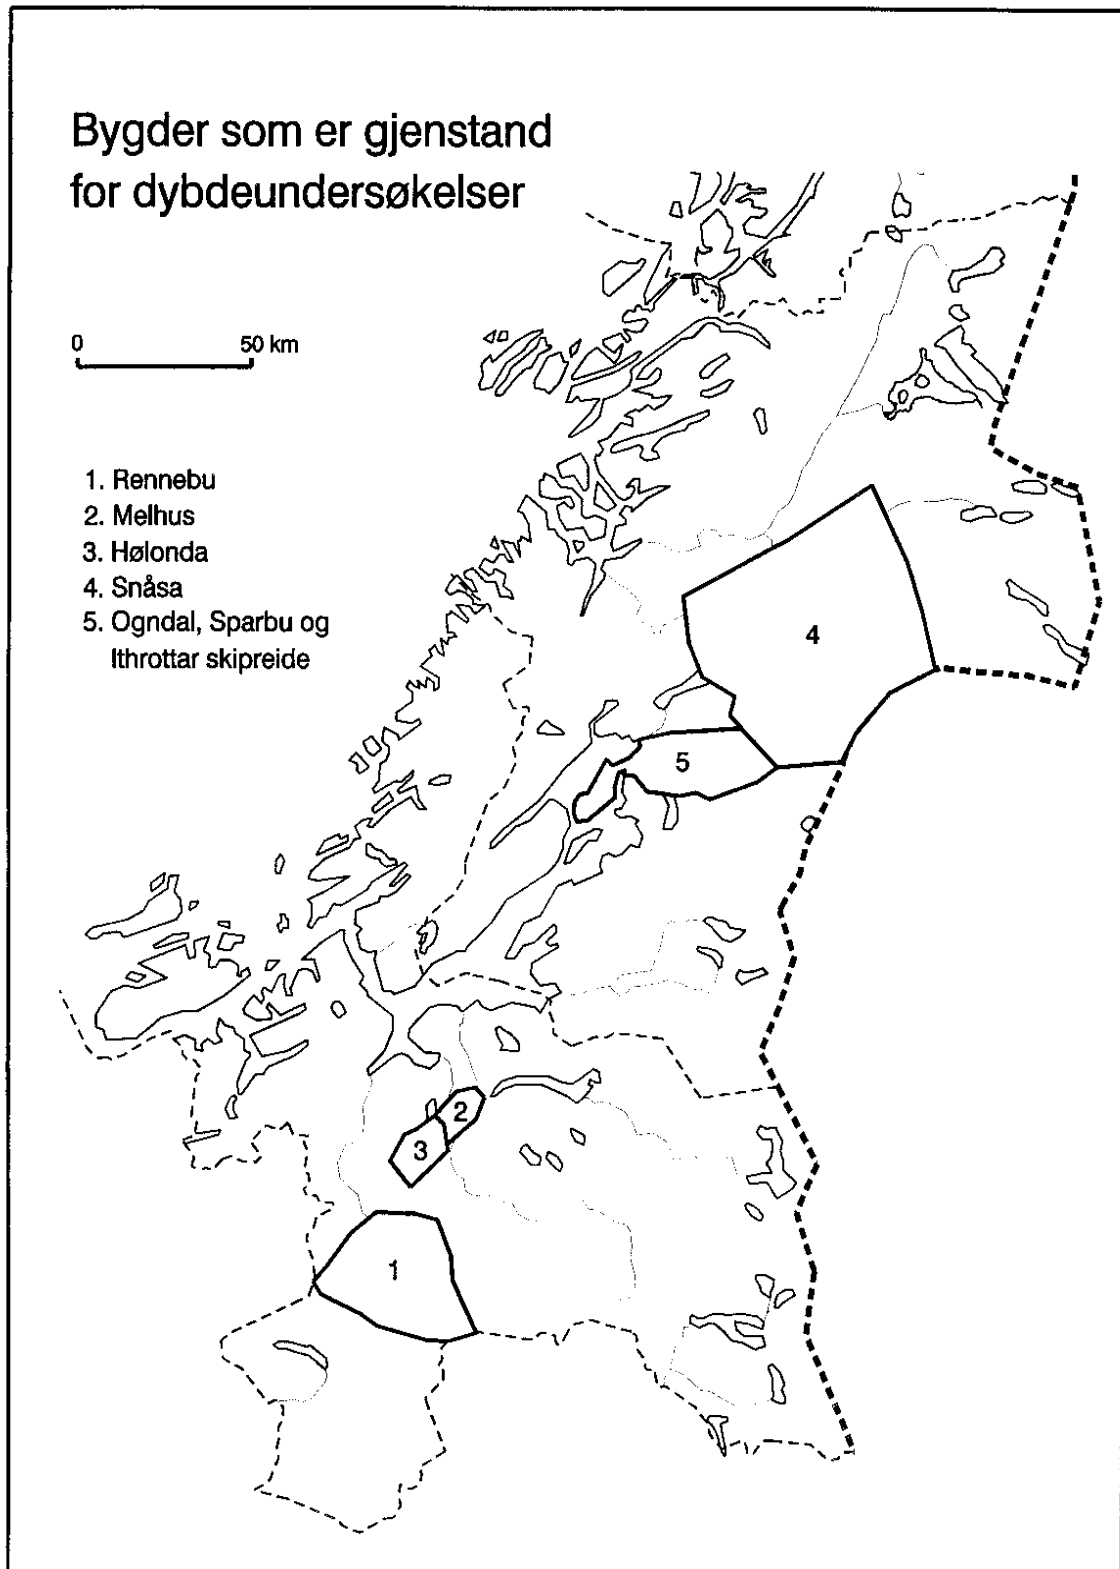 Bygder som er gjenstand
for dybdeundersøkelser
0 50 km
1. Rennebu
2. Melhus
3. Hølonda
4. Snåsa
5. Ogndal, Sparbu og
Ithrottar skipreide
4
5
2
3
1